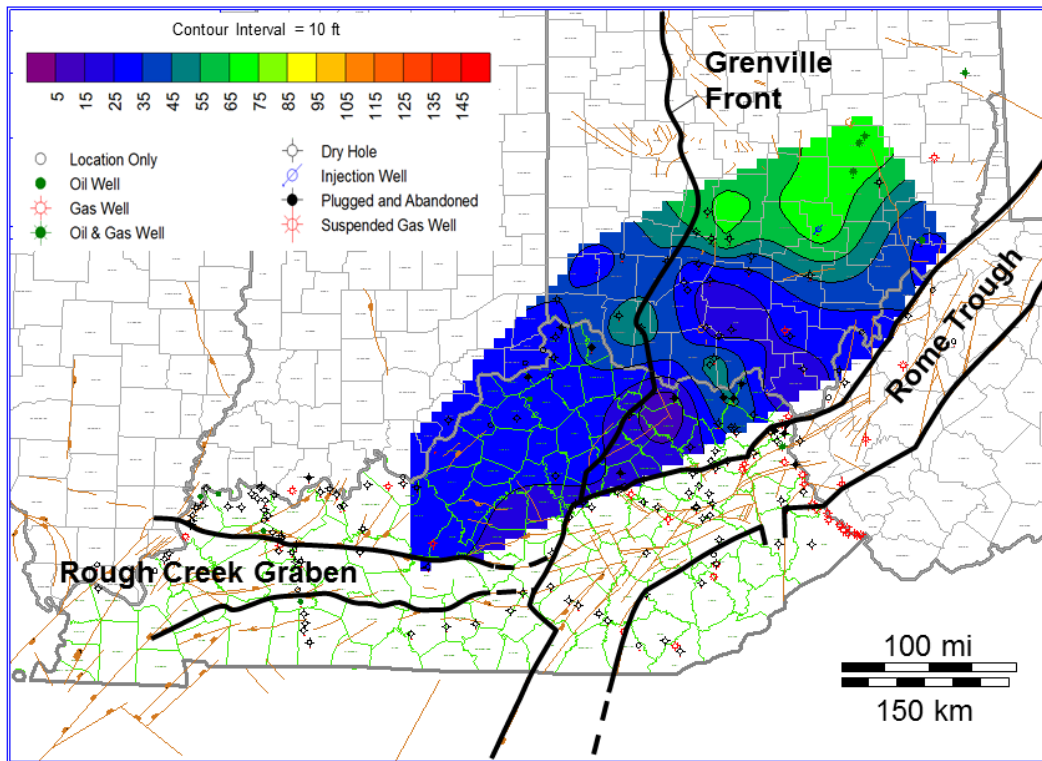 Contour Interval = 10 ft
5 15 25 35 45 55 65 75 85 95 105 115 125 135 145
Location Only
Oil Well
Gas Well
Oil & Gas Well
Dry Hole
Injection Well
Plugged and Abandoned
Suspended Gas Well
Grenville
Front
Rome Trough
Rough Creek Graben
100 mi
150 km